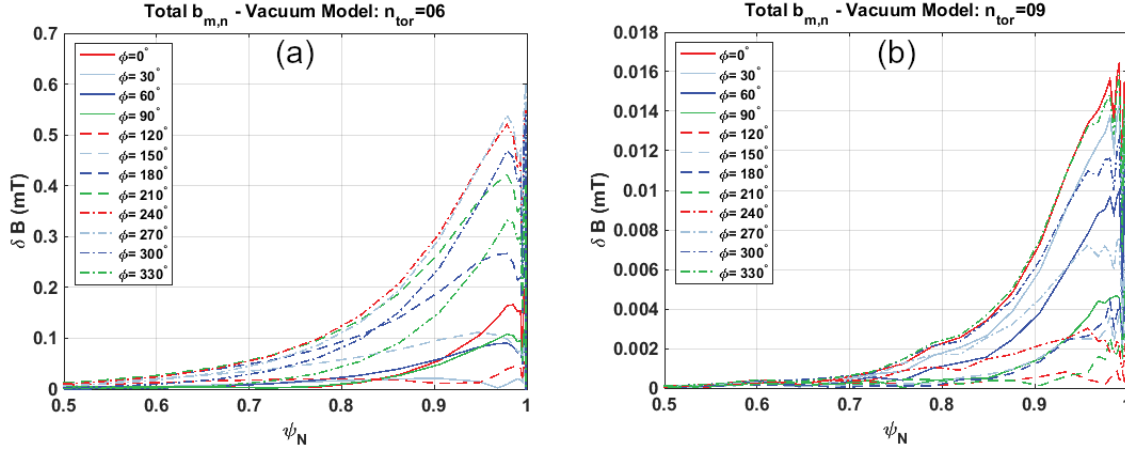 Total b_m,n - Vacuum Model: n_tor=06
(a)
δ B (mT)
0.7
0.6
0.5
0.4
0.3
0.2
0.1
0
ϕ=0°
ϕ= 30°
ϕ= 60°
ϕ= 90°
ϕ= 120°
ϕ= 150°
ϕ= 180°
ϕ= 210°
ϕ= 240°
ϕ= 270°
ϕ= 300°
ϕ= 330°
0.5 0.6 0.7 0.8 0.9 1
ψ_N
Total b_m,n - Vacuum Model: n_tor=09
(b)
δ B (mT)
0.018
0.016
0.014
0.012
0.010
0.008
0.006
0.004
0.002
0
ϕ=0°
ϕ= 30°
ϕ= 60°
ϕ= 90
ϕ= 120°
ϕ= 150°
ϕ= 180°
ϕ= 210°
ϕ= 240°
ϕ= 270°
ϕ= 300°
ϕ= 330°
0.5 0.6 0.7 0.8 0.9 1
ψ_N